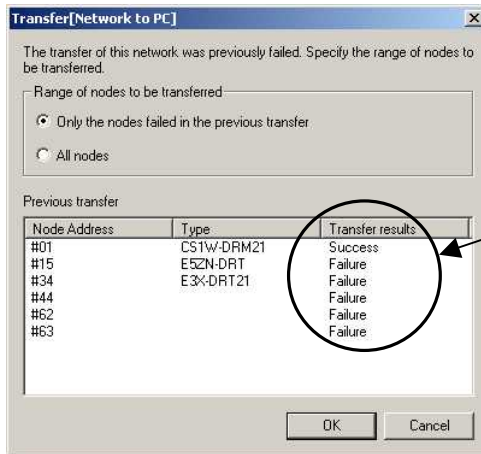 Transfer[Network to PC]
The transfer of this network was previously failed. Specify the range of nodes to
be transferred.
Range of nodes to be transferred
Only the nodes failed in the previous transfer
All nodes
Previous transfer
Node Address Type Transfer results
#01 CS1W-DRM21 Success
#15 E5ZN-DRT Failure
#34 E3X-DRT21 Failure
#44 Failure
#62 Failure
#63 Failure
OK Cancel